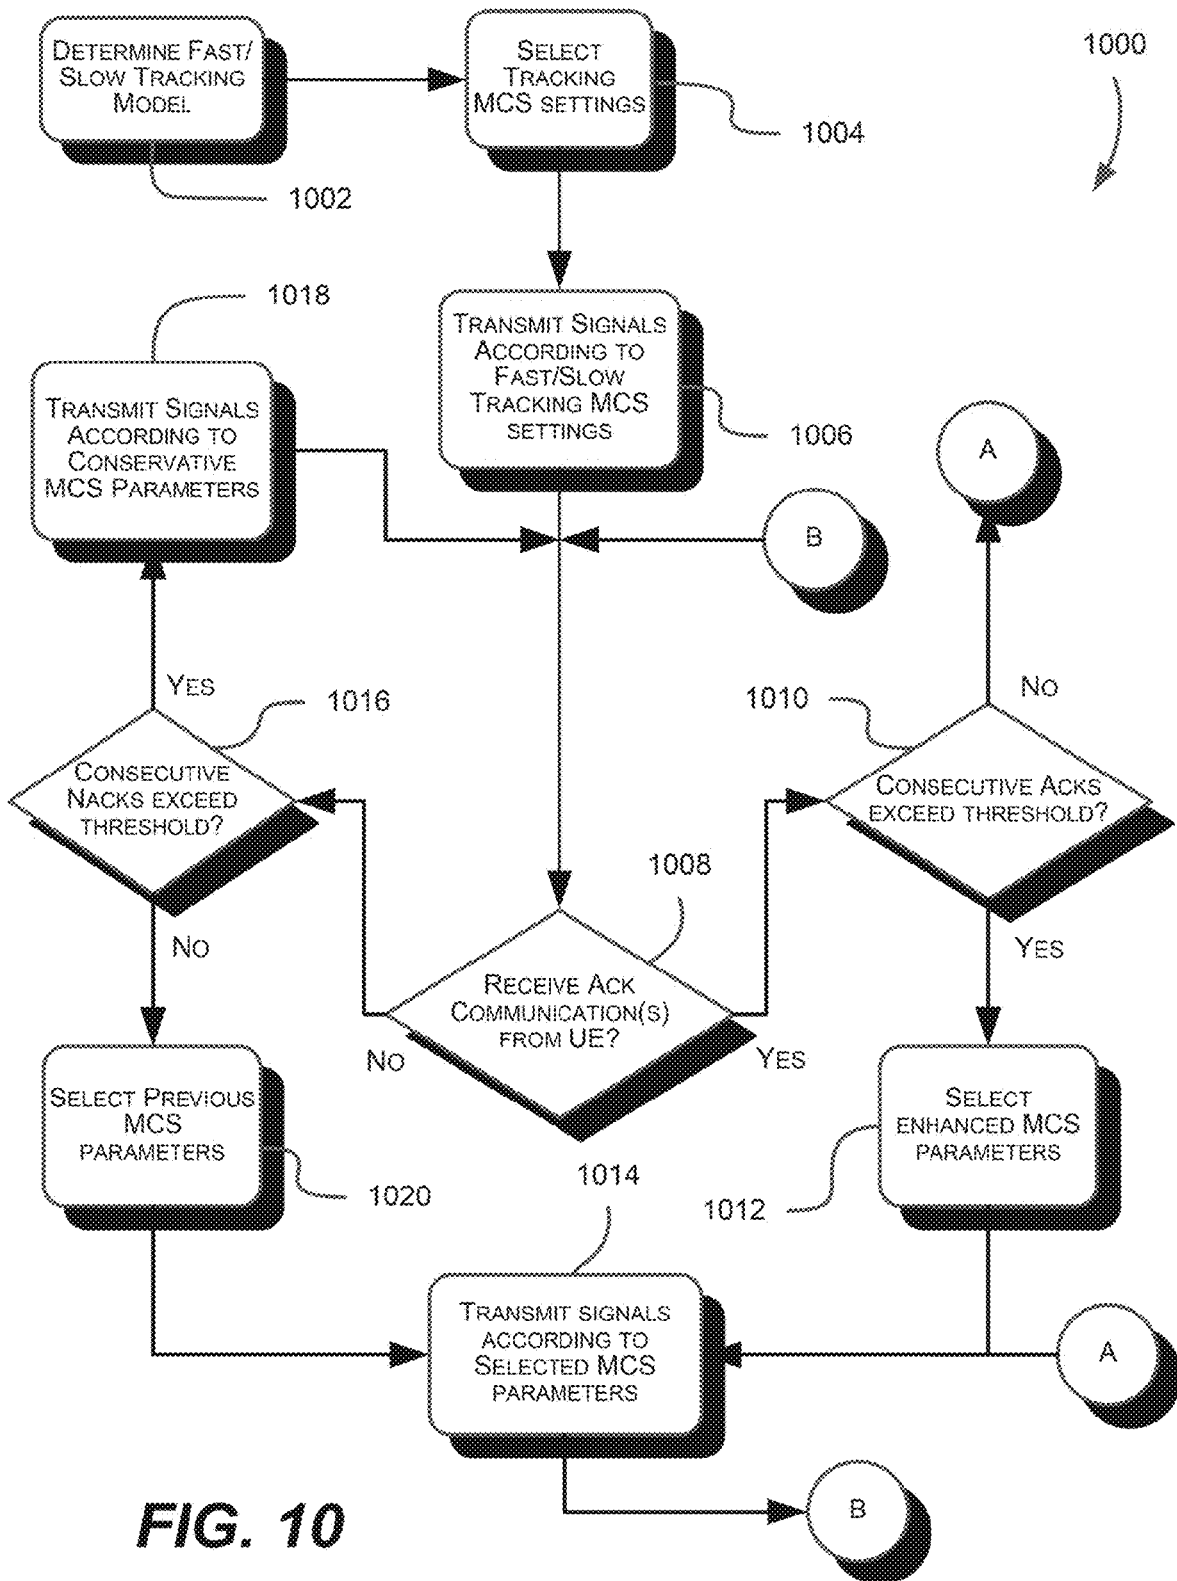 DETERMINE FAST/
SLOW TRACKING
MODEL
1002
SELECT
TRACKING
MCS SETTINGS
1004
1000
1018
TRANSMIT SIGNALS
ACCORDING TO
CONSERVATIVE
MCS PARAMETERS
TRANSMIT SIGNALS
ACCORDING TO
FAST/SLOW
TRACKING MCS
SETTINGS
1006
A
B
YES
1016
CONSECUTIVE
NACKS EXCEED
THRESHOLD?
NO
1010
NO
CONSECUTIVE ACKS
EXCEED THRESHOLD?
YES
1008
RECEIVE ACK
COMMUNICATION(S)
FROM UE?
NO
YES
SELECT PREVIOUS
MCS
PARAMETERS
1020
1014
SELECT
ENHANCED MCS
PARAMETERS
1012
TRANSMIT SIGNALS
ACCORDING TO
SELECTED MCS
PARAMETERS
A
B
FIG. 10